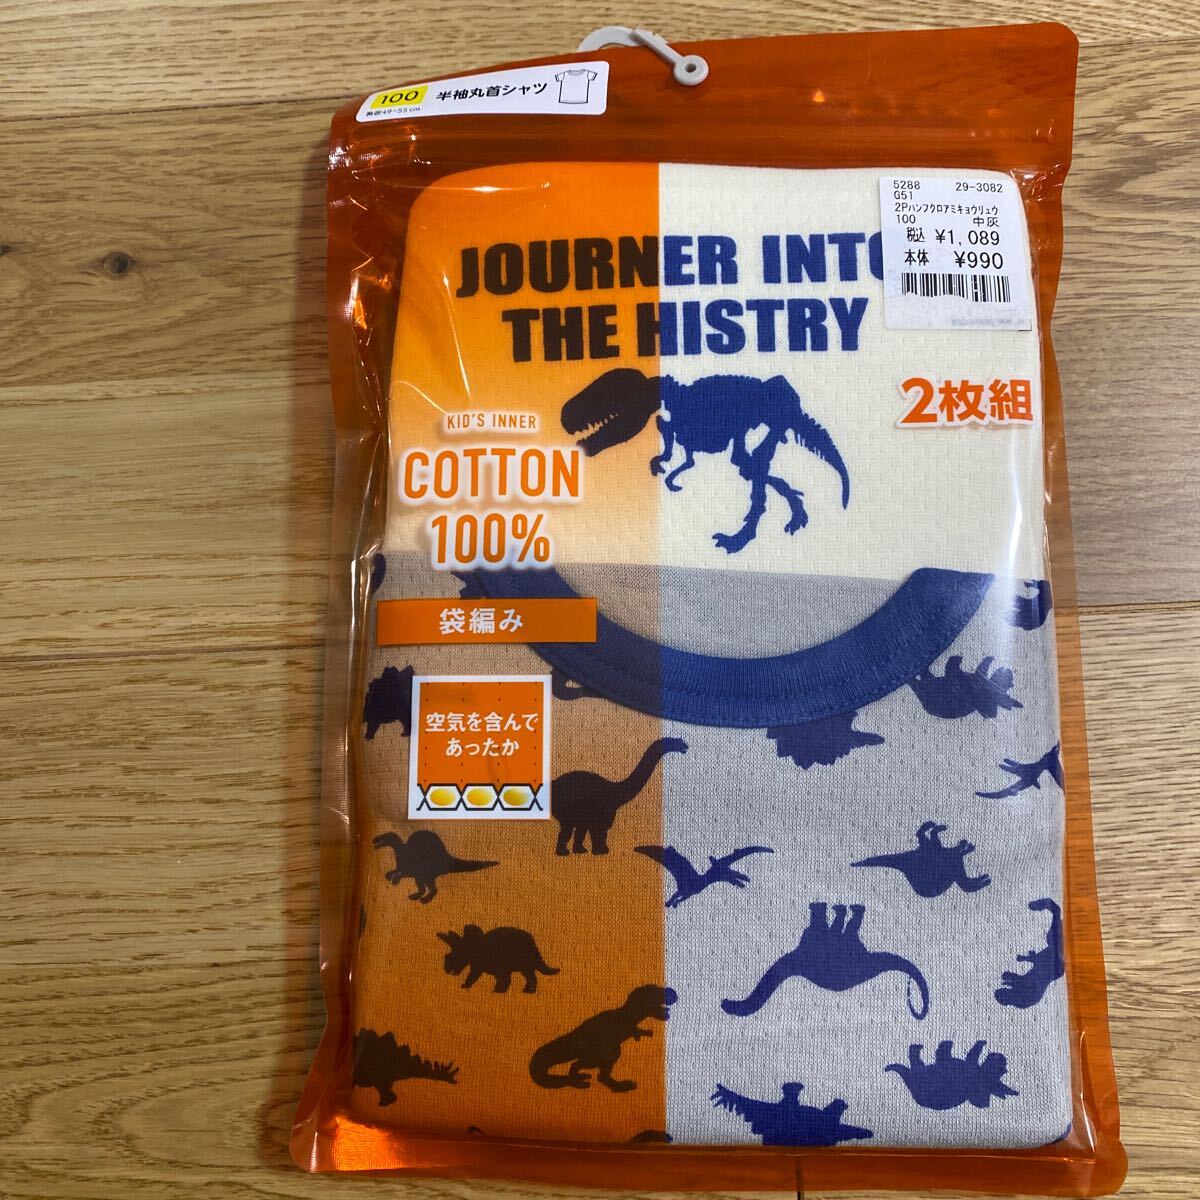 100
胸囲49~55cm
半袖丸首シャツ
5288 29-3082
G51
2Pハンフクロアミキョウリュウ
100 中灰
税込 ¥1,089
本体 ¥990
JOURNER INTO
THE HISTRY
2枚組
KID'S INNER
COTTON
100%
袋編み
空気を含んで
あったか